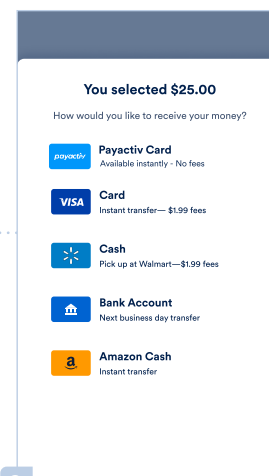 You selected $25.00
How would you like to receive your money?
payactiv
Payactiv Card
Available instantly - No fees
VISA
Card
Instant transfer— $1.99 fees
Cash
Pick up at Walmart—$1.99 fees
Bank Account
Next business day transfer
a
Amazon Cash
Instant transfer